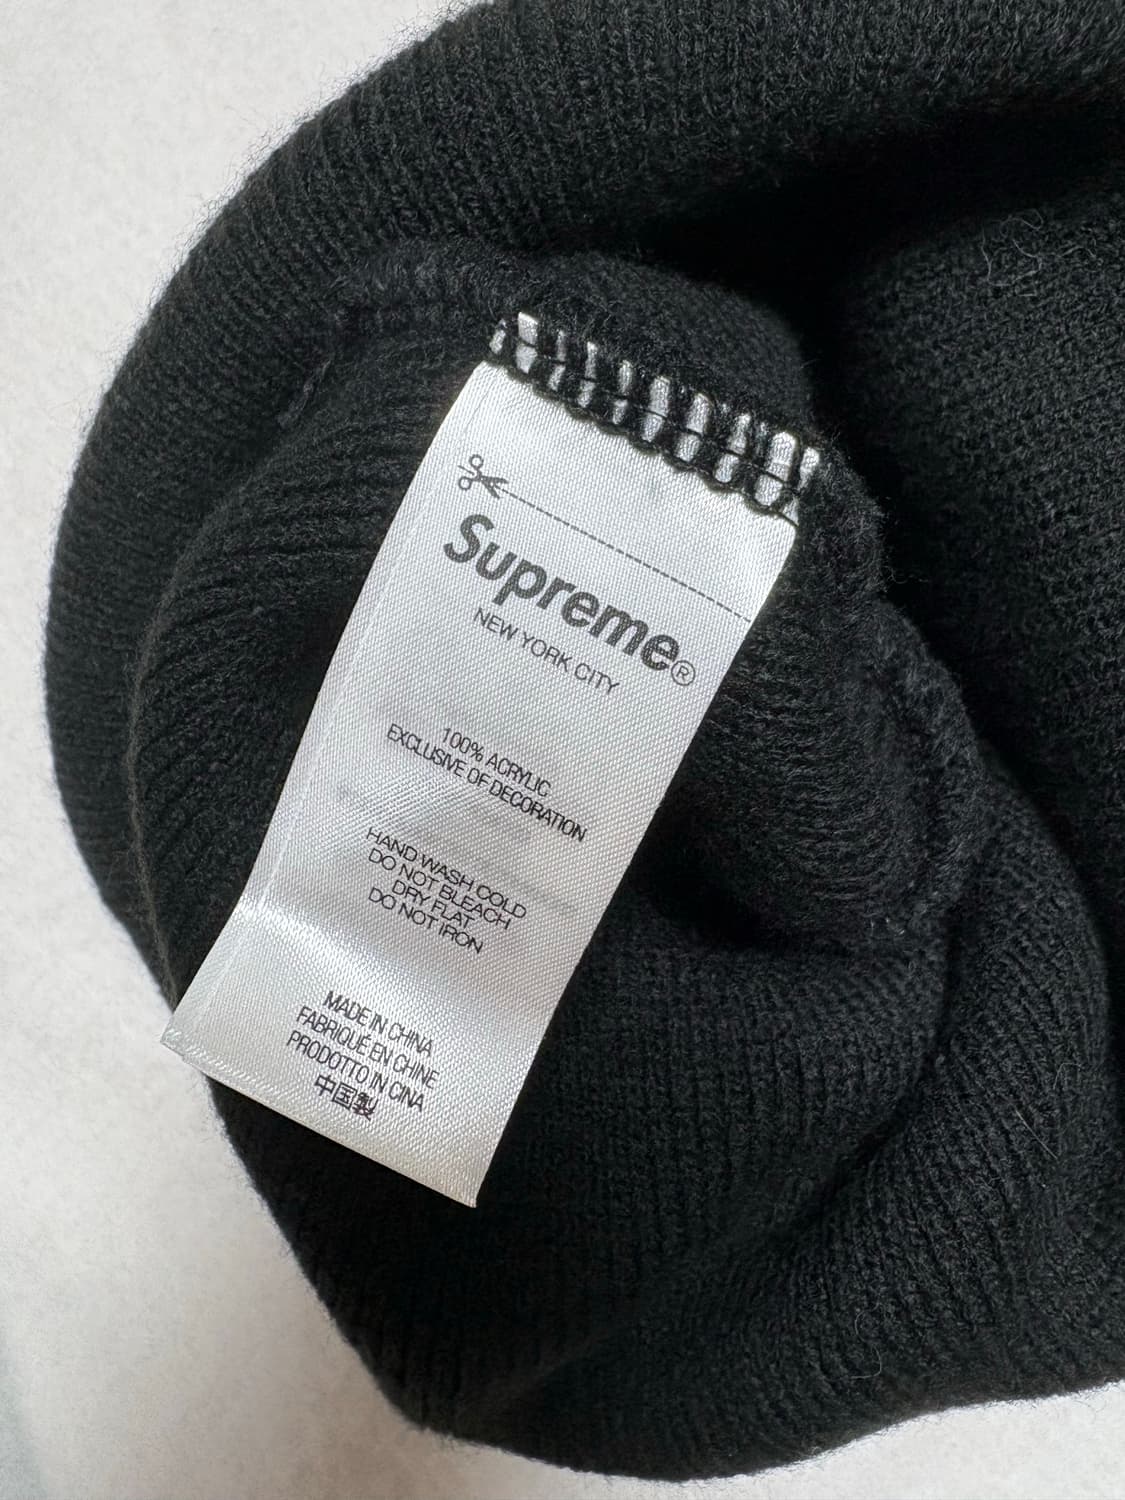 Supreme®
NEW YORK CITY
100% ACRYLIC
EXCLUSIVE OF DECORATION
HAND WASH COLD
DO NOT BLEACH
DRY FLAT
DO NOT IRON
MADE IN CHINA
FABRIQUÉ EN CHINE
PRODOTTO IN CINA
中国製